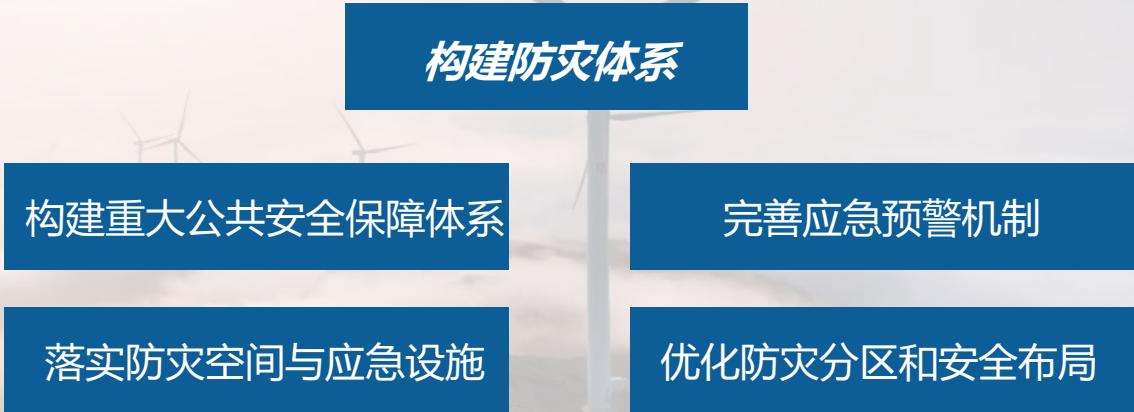 构建防灾体系
构建重大公共安全保障体系
完善应急预警机制
落实防灾空间与应急设施
优化防灾分区和安全布局